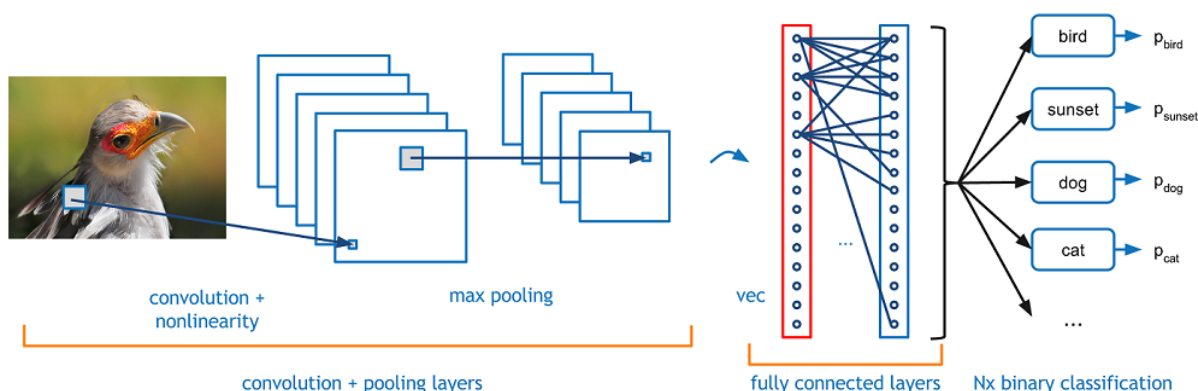 convolution +
nonlinearity
max pooling
vec
...
bird
sunset
dog
cat
...
p_bird
p_sunset
p_dog
p_cat
convolution + pooling layers
fully connected layers
Nx binary classification